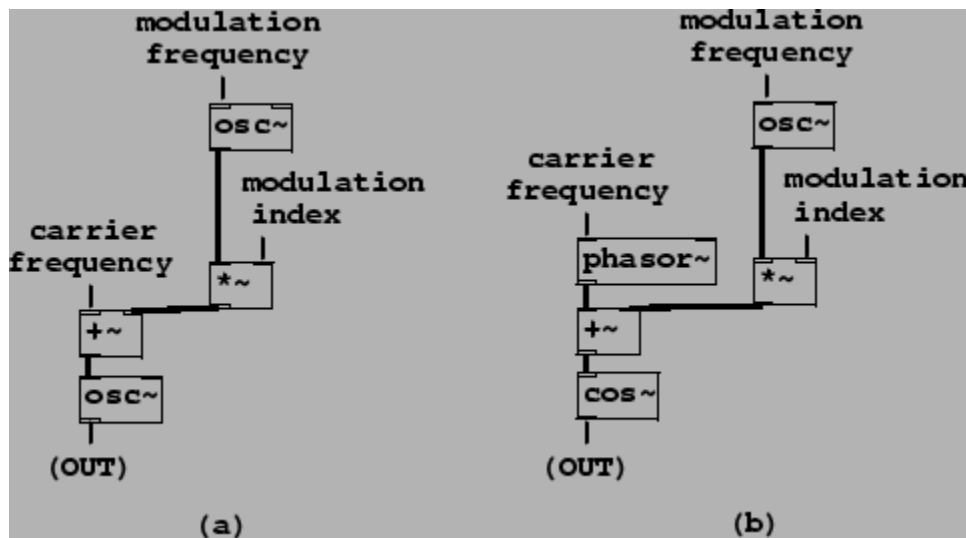 modulation
frequency
osc~
modulation
index
carrier
frequency
*~
+~
osc~
(OUT)
(a)
modulation
frequency
osc~
carrier
frequency
modulation
index
phasor~
*~
+~
cos~
(OUT)
(b)